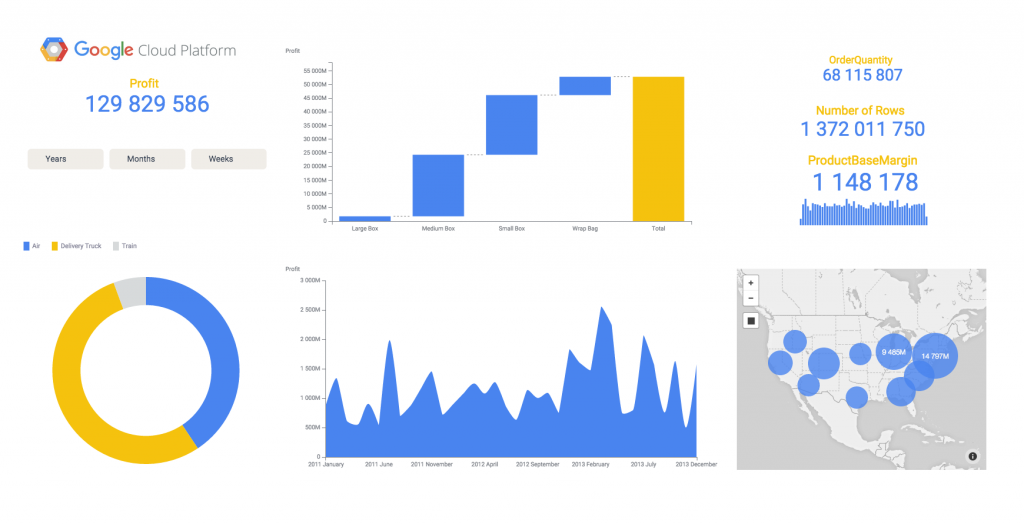 Google Cloud Platform
Profit
129 829 586
Years
Months
Weeks
Profit
55 000M
50 000M
45 000M
40 000M
35 000M
30 000M
25 000M
20 000M
15 000M
10 000M
5 000M
0
Large Box
Medium Box
Small Box
Wrap Bag
Total
OrderQuantity
68 115 807
Number of Rows
1 372 011 750
ProductBaseMargin
1 148 178
Air
Delivery Truck
Train
Profit
3 000M
2 500M
2 000M
1 500M
1 000M
500M
0
2011 January
2011 June
2011 November
2012 April
2012 September
2013 February
2013 July
2013 December
+
−
9 485M
14 797M
i